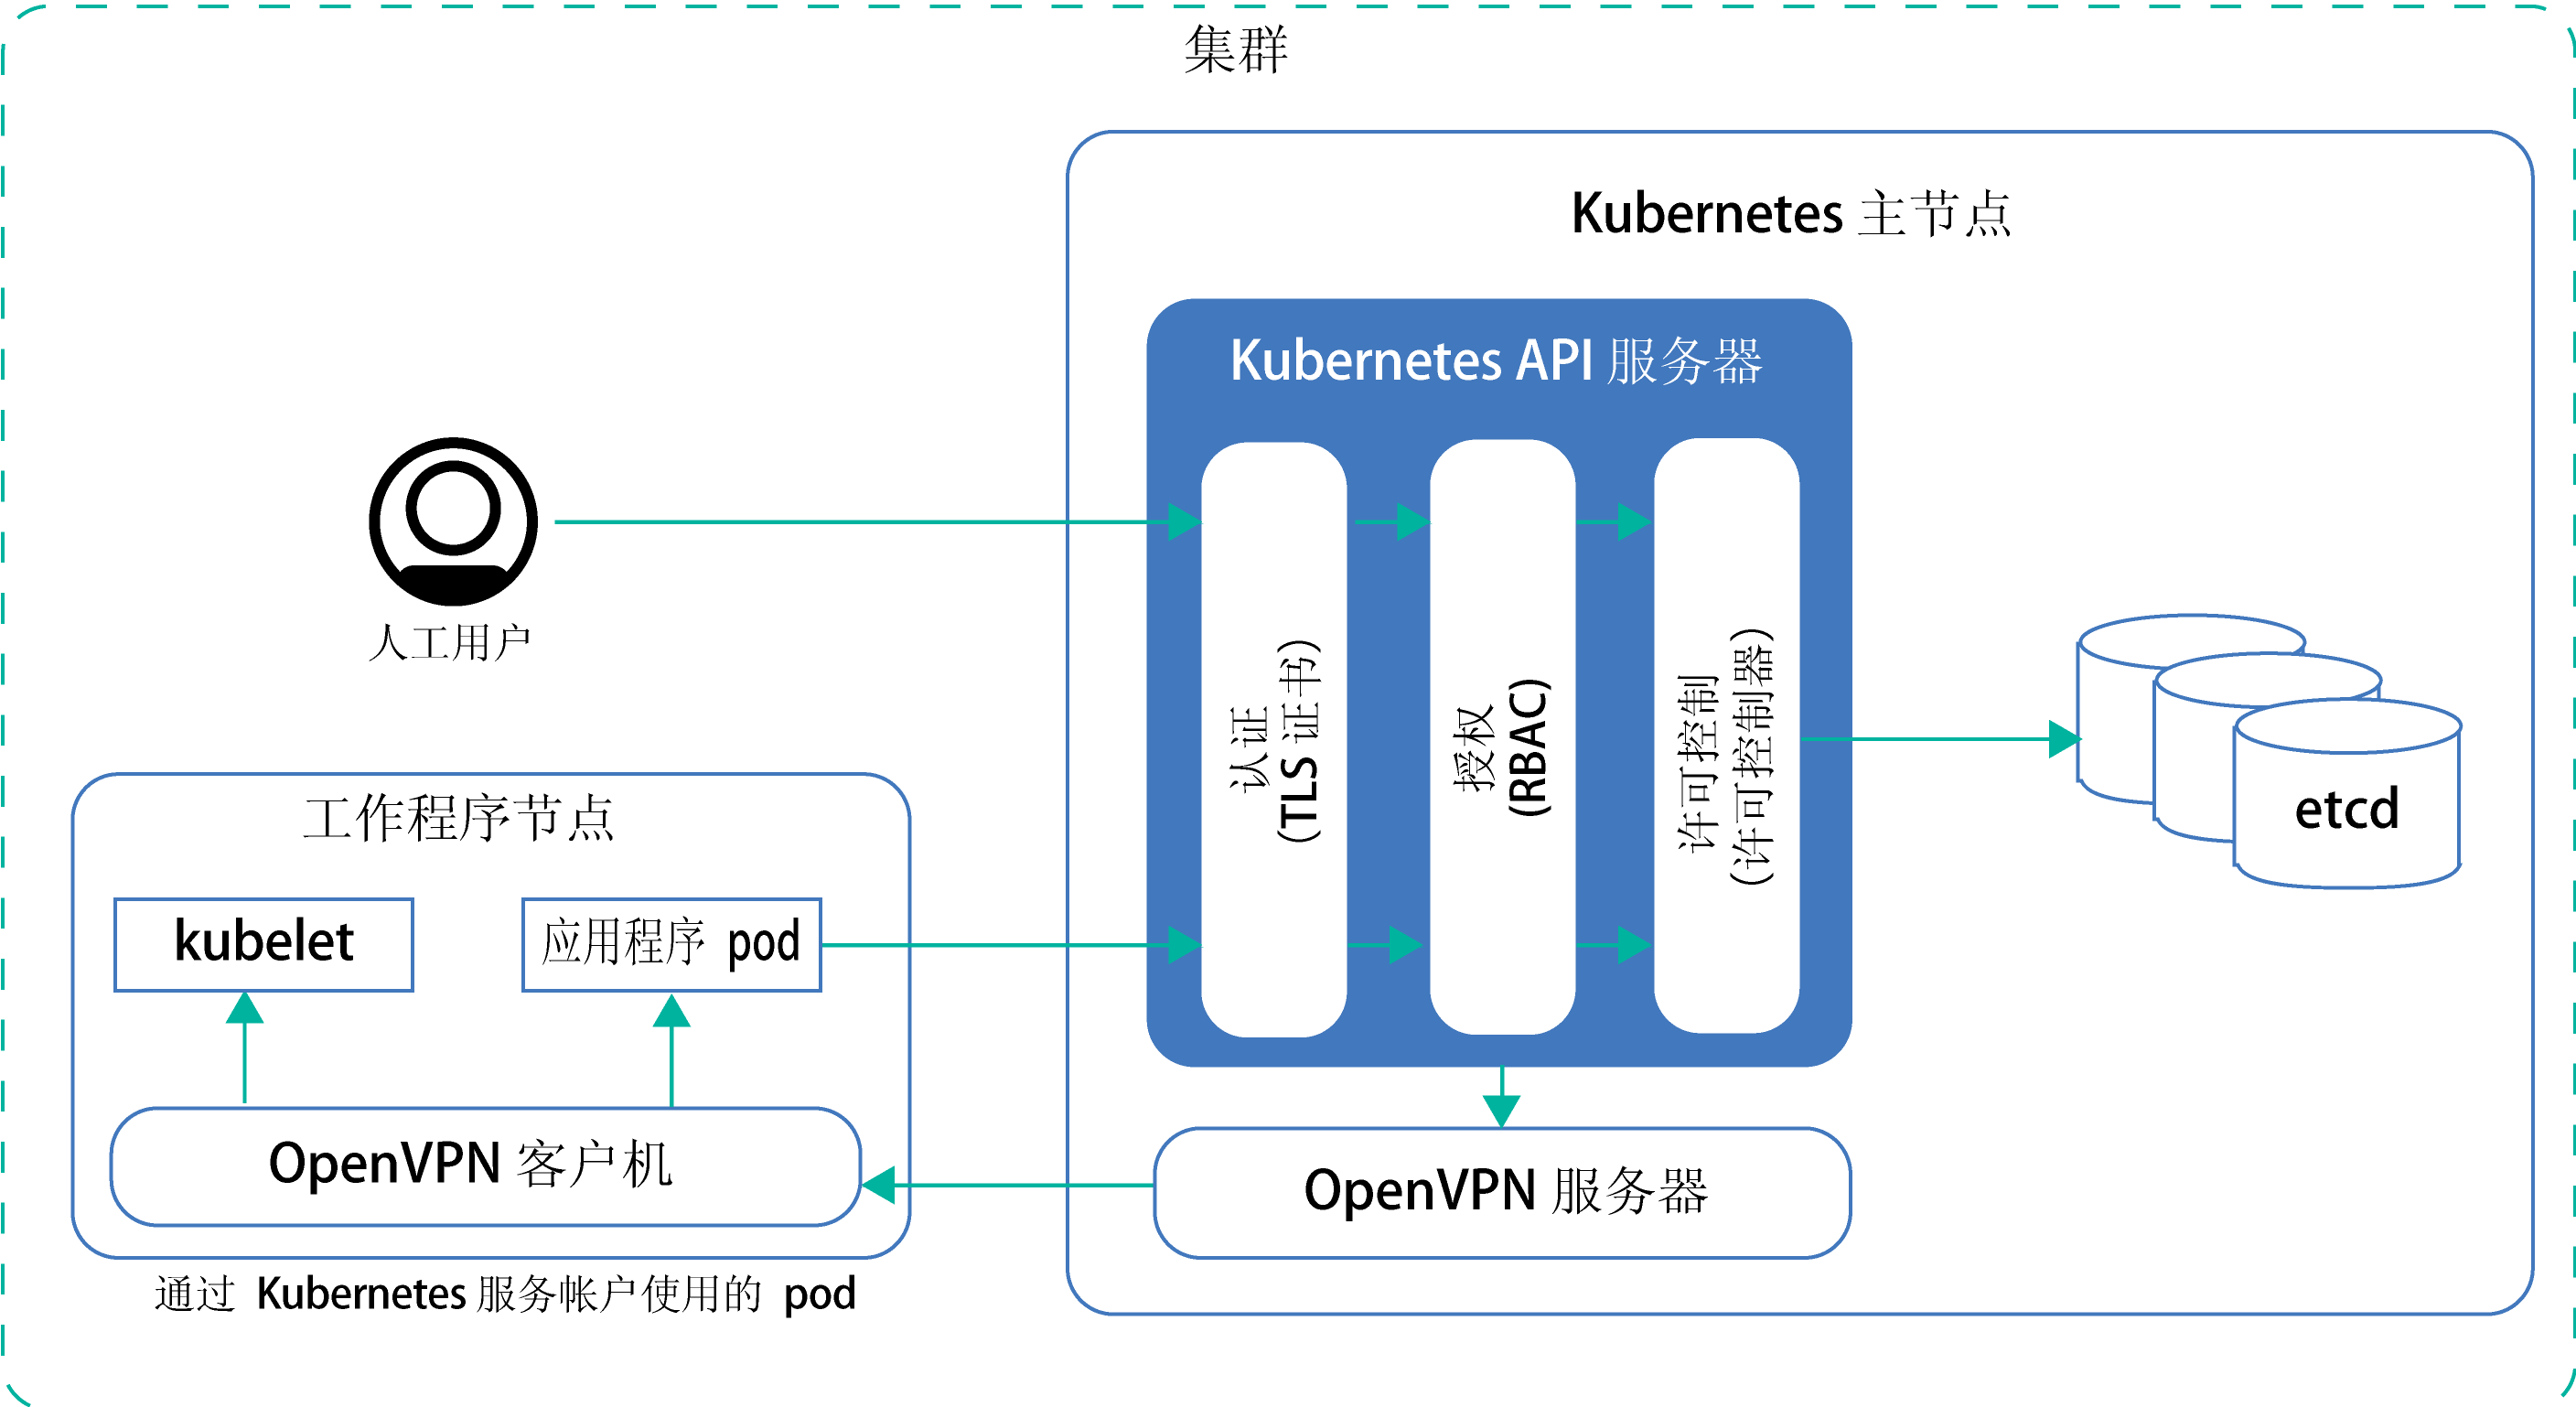 集群
Kubernetes 主节点
Kubernetes API 服务器
人工用户
认证
(TLS 证书)
授权
(RBAC)
许可控制
(许可控制器)
etcd
工作程序节点
kubelet
应用程序 pod
OpenVPN 客户机
OpenVPN 服务器
通过 Kubernetes 服务帐户使用的 pod